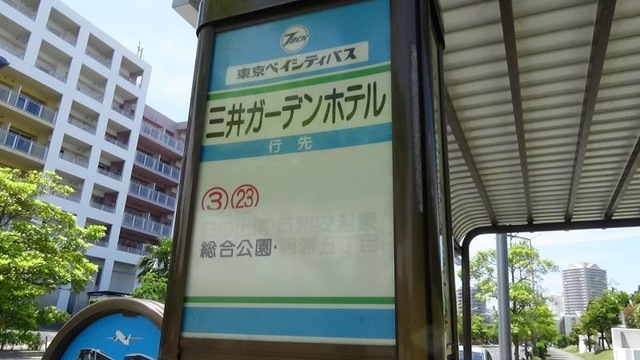 東京ベイシティバス
三井ガーデンホテル
行先
③ ㉓
総合公園・明海五丁目